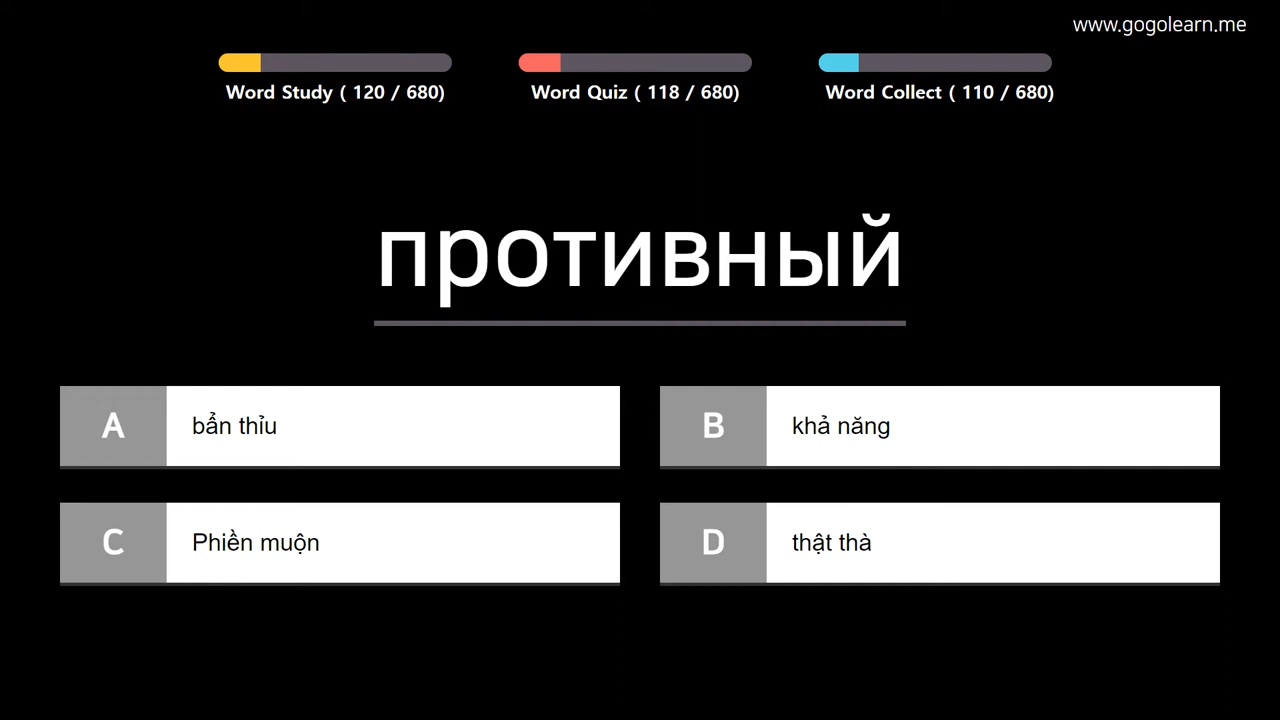 www.gogolearn.me
Word Study ( 120 / 680)
Word Quiz ( 118 / 680)
Word Collect ( 110 / 680)
противный
A bẩn thỉu
B khả năng
C Phiền muộn
D thật thà